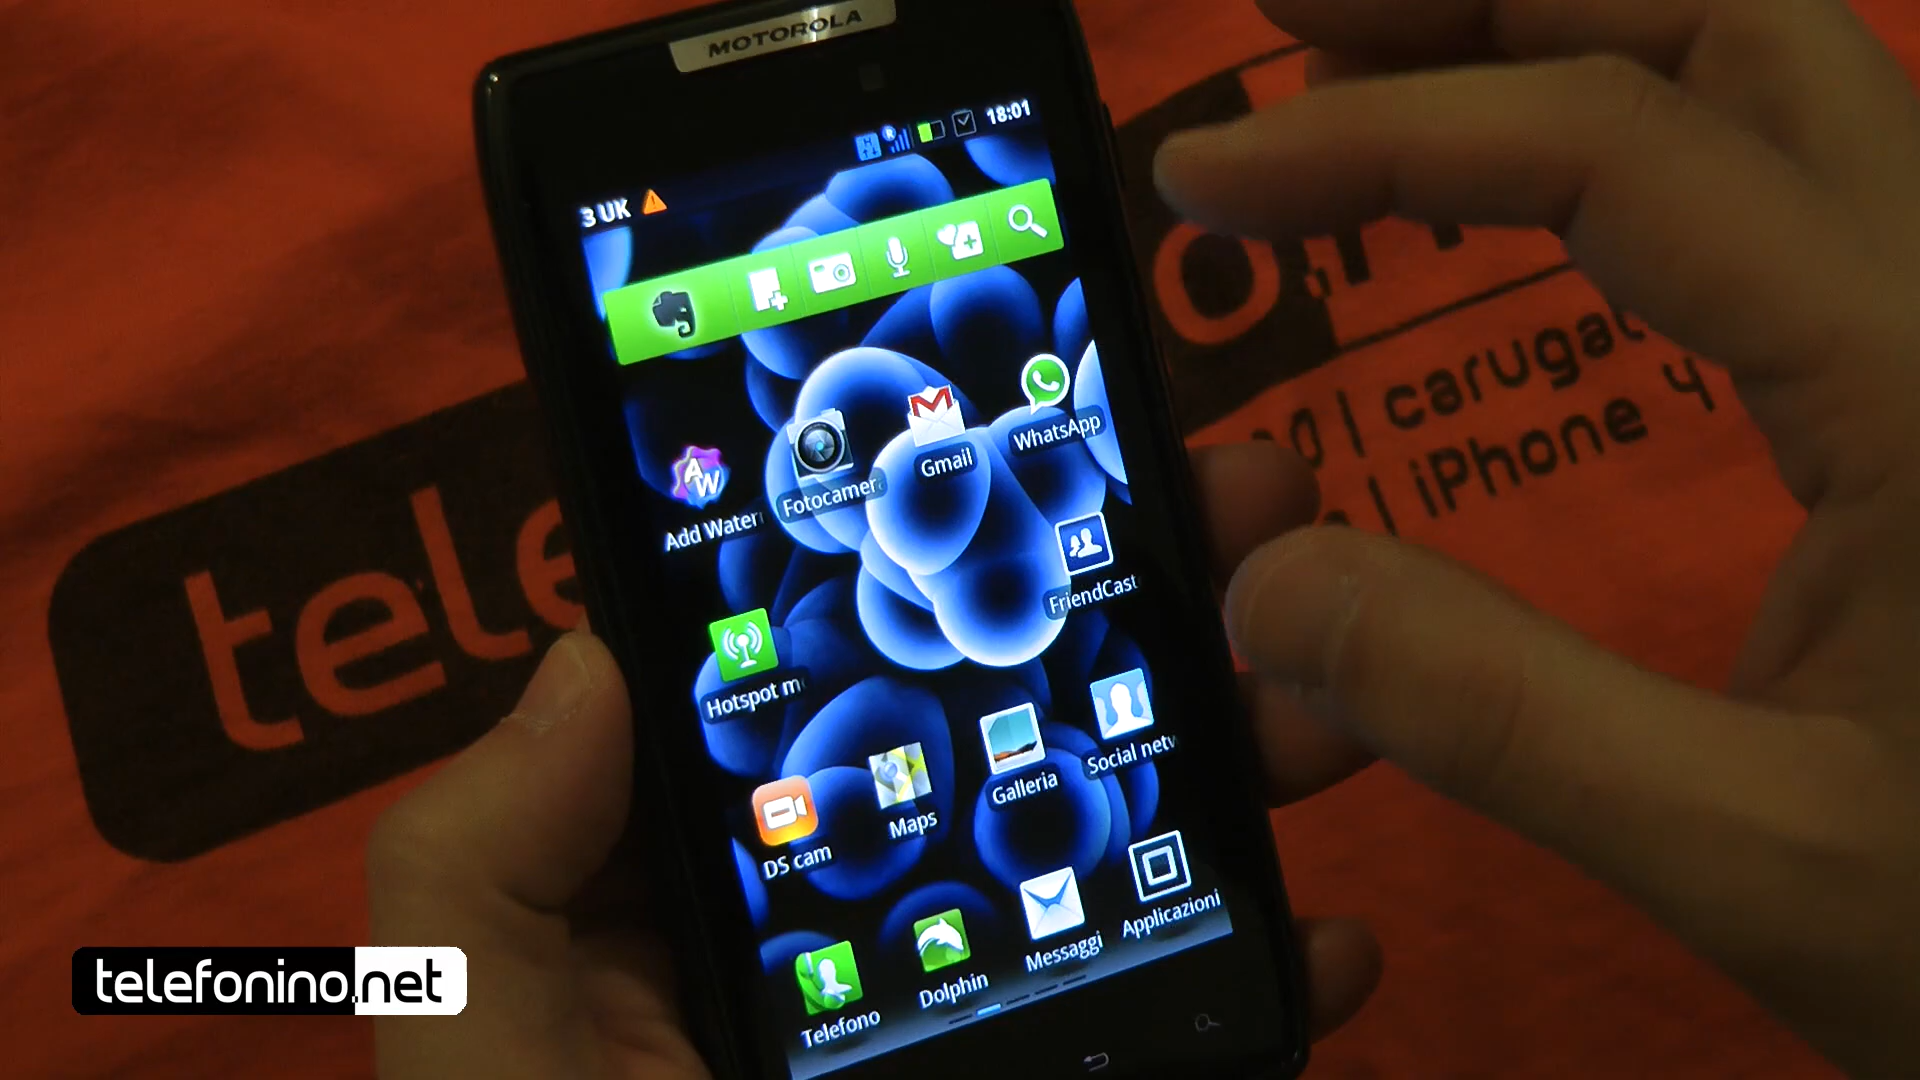 MOTOROLA
18:01
3 UK
Add Water
Fotocamer
Gmail
WhatsApp
FriendCast
Hotspot m
Social netw
DS cam
Maps
Galleria
Applicazioni
Telefono
Dolphin
Messaggi
tele
carugat
| iPhone 4
telefonino.net